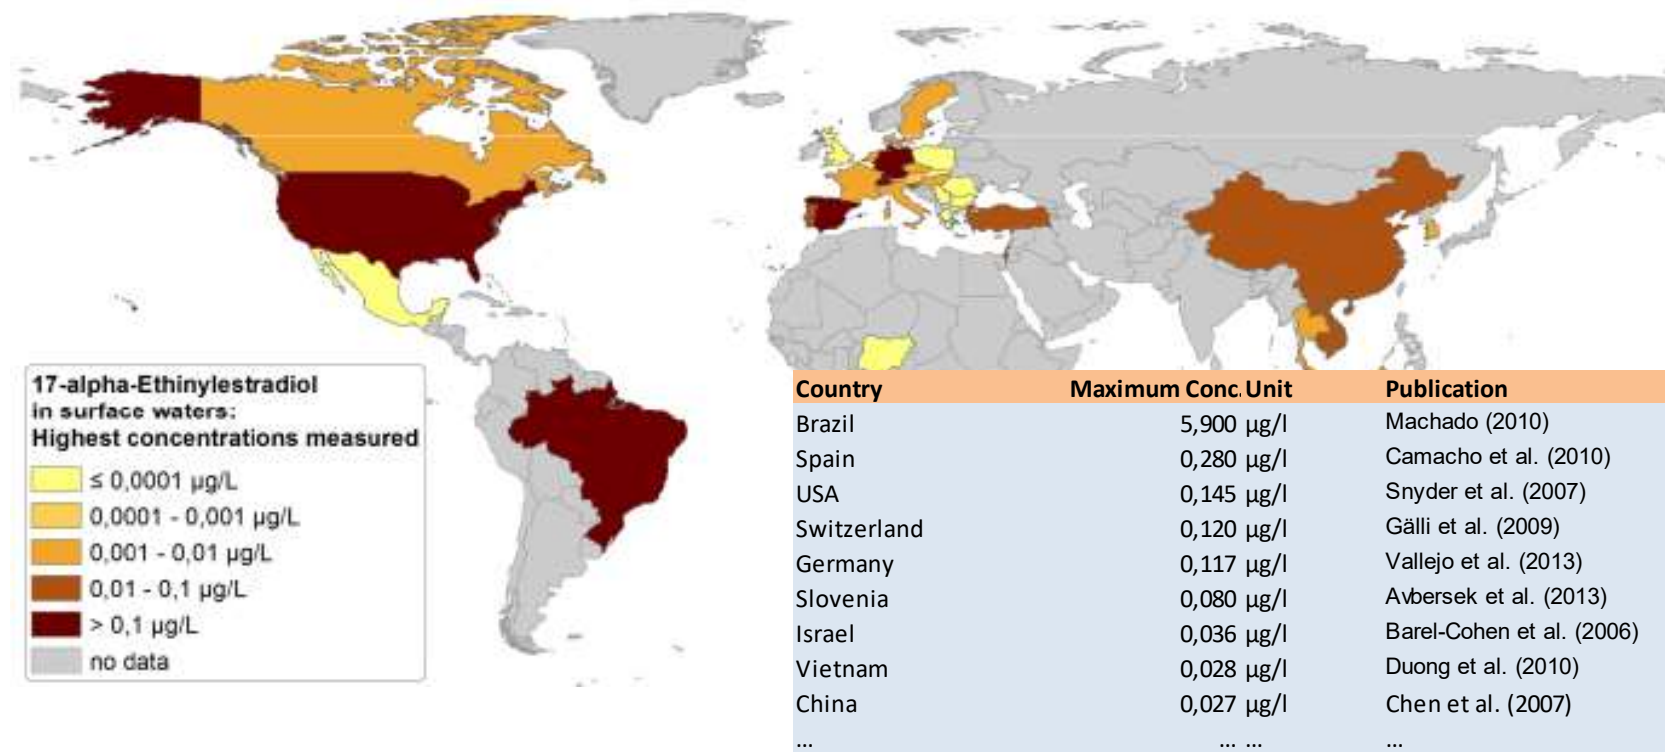 17-alpha-Ethinylestradiol
in surface waters:
Highest concentrations measured
≤ 0,0001 µg/L
0,0001 - 0,001 µg/L
0,001 - 0,01 µg/L
0,01 - 0,1 µg/L
> 0,1 µg/L
no data
Country Maximum Conc. Unit Publication
Brazil 5,900 µg/l Machado (2010)
Spain 0,280 µg/l Camacho et al. (2010)
USA 0,145 µg/l Snyder et al. (2007)
Switzerland 0,120 µg/l Gälli et al. (2009)
Germany 0,117 µg/l Vallejo et al. (2013)
Slovenia 0,080 µg/l Avbersek et al. (2013)
Israel 0,036 µg/l Barel-Cohen et al. (2006)
Vietnam 0,028 µg/l Duong et al. (2010)
China 0,027 µg/l Chen et al. (2007)
... ... ... ...